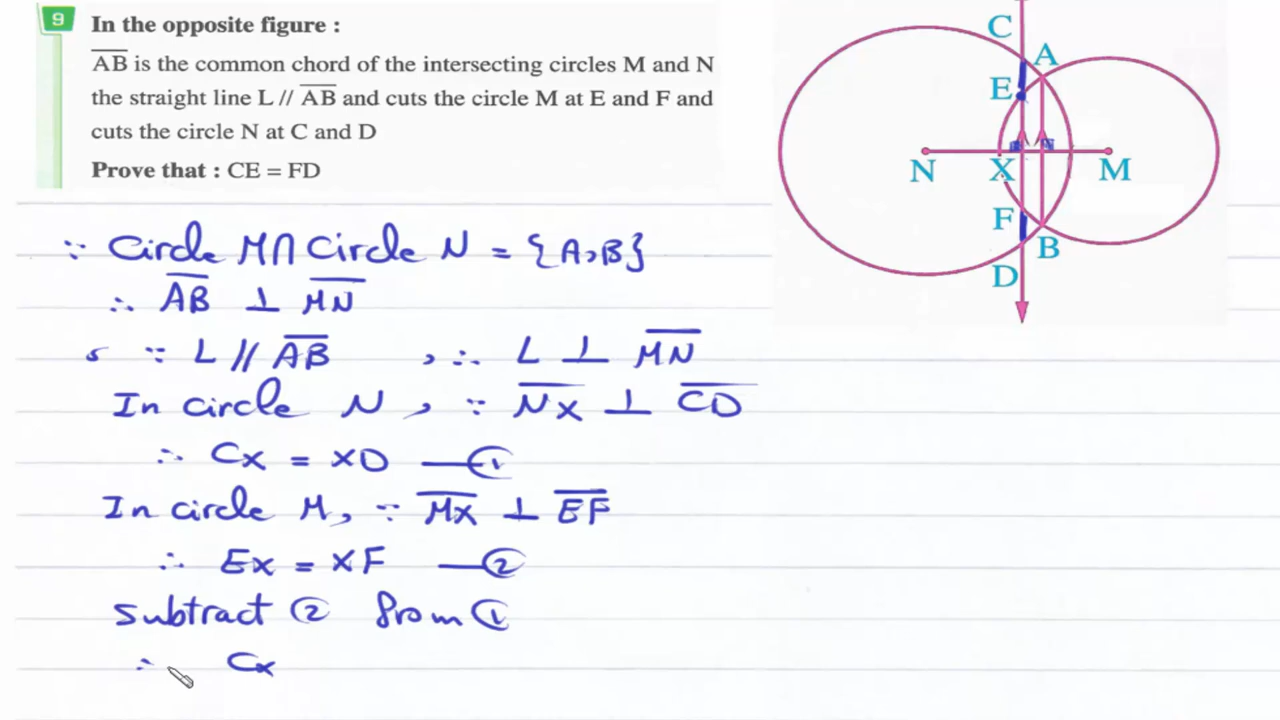 9 In the opposite figure :
AB is the common chord of the intersecting circles M and N
the straight line L // AB and cuts the circle M at E and F and
cuts the circle N at C and D
Prove that : CE = FD
C
A
E
N
X
M
F
B
D
∵ Circle M∩Circle N = {A,B}
∴ AB ⊥ MN
, ∵ L // AB , ∴ L ⊥ MN
In circle N, ∵ NX ⊥ CD
∴ CX = XD —①
In circle M, ∵ MX ⊥ EF
∴ EX = XF —②
subtract ② from ①
∴ CX